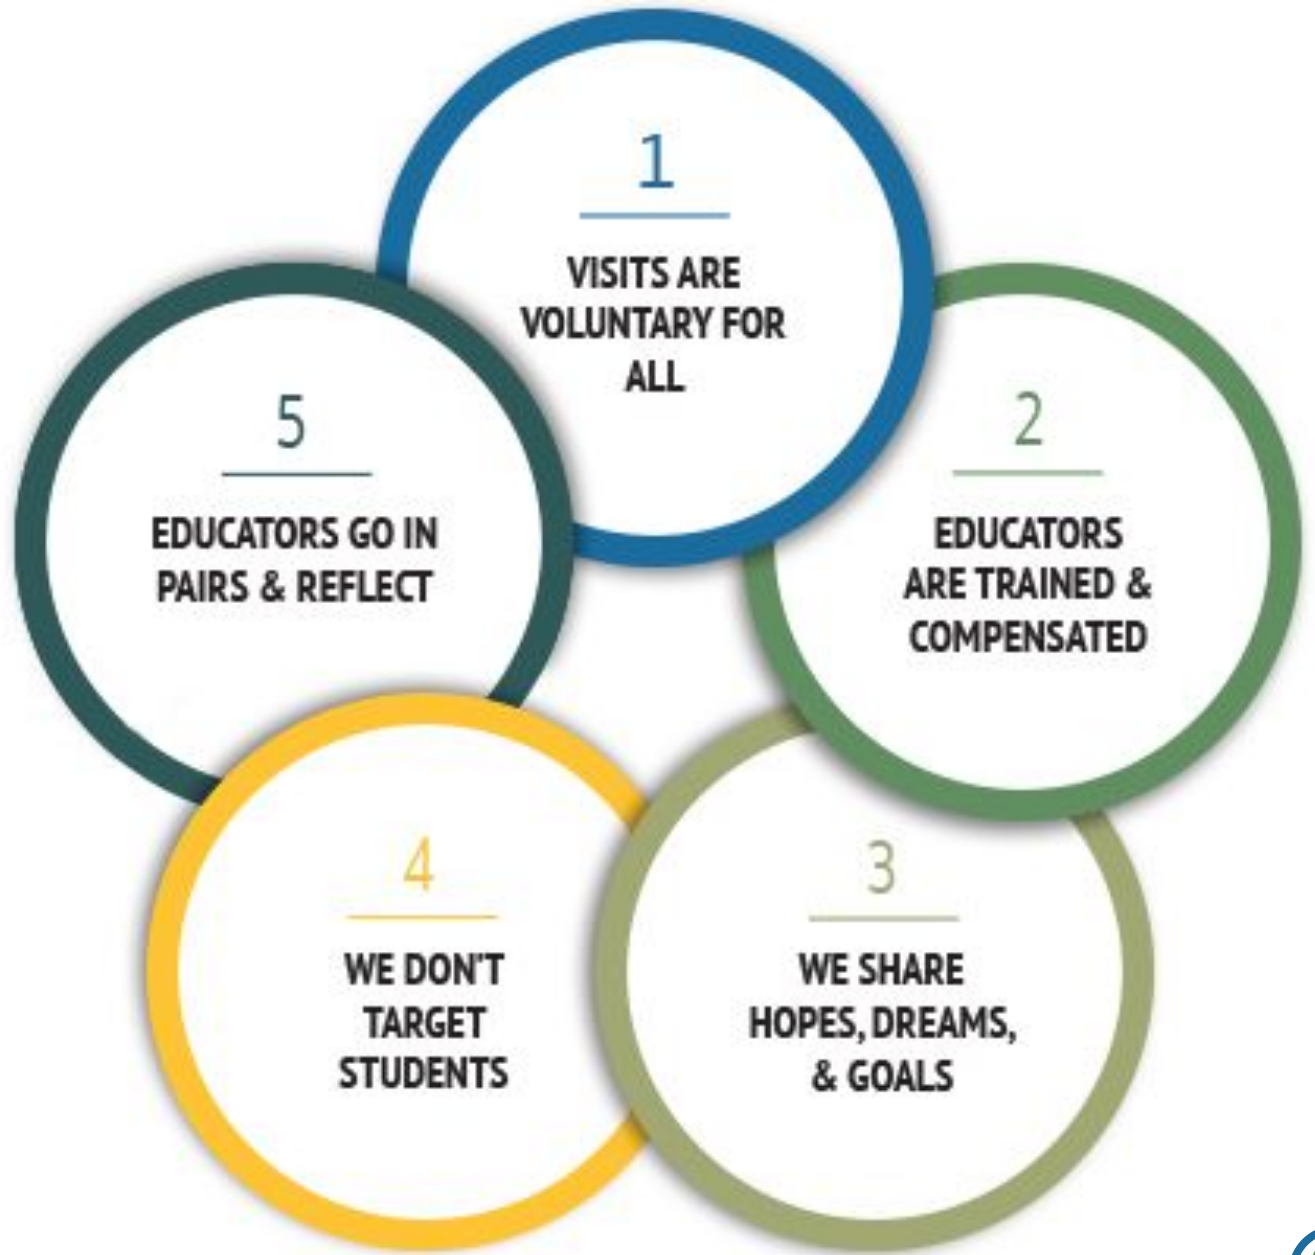 1
VISITS ARE
VOLUNTARY FOR
ALL
2
EDUCATORS
ARE TRAINED &
COMPENSATED
3
WE SHARE
HOPES, DREAMS,
& GOALS
4
WE DON'T
TARGET
STUDENTS
5
EDUCATORS GO IN
PAIRS & REFLECT